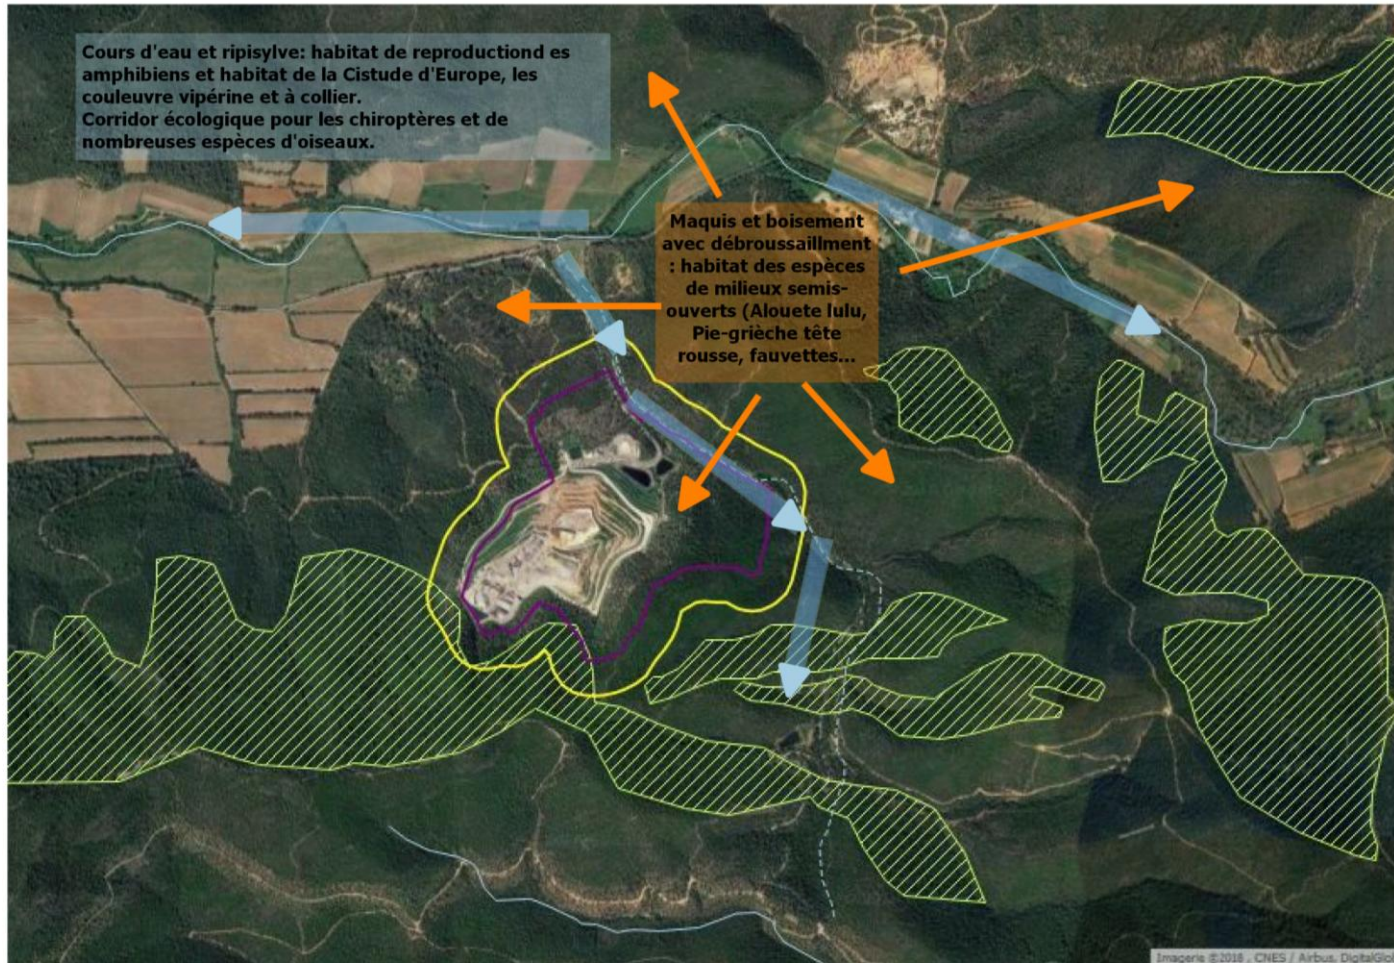 Cours d'eau et ripisylve: habitat de reproductiond es
amphibiens et habitat de la Cistude d'Europe, les
couleuvre vipérine et à collier.
Corridor écologique pour les chiroptères et de
nombreuses espèces d'oiseaux.
Maquis et boisement
avec débroussaillment
: habitat des espèces
de milieux semis-
ouverts (Alouete lulu,
Pie-grièche tête
rousse, fauvettes...
Imagerie ©2018 , CNES / Airbus, DigitalGlo